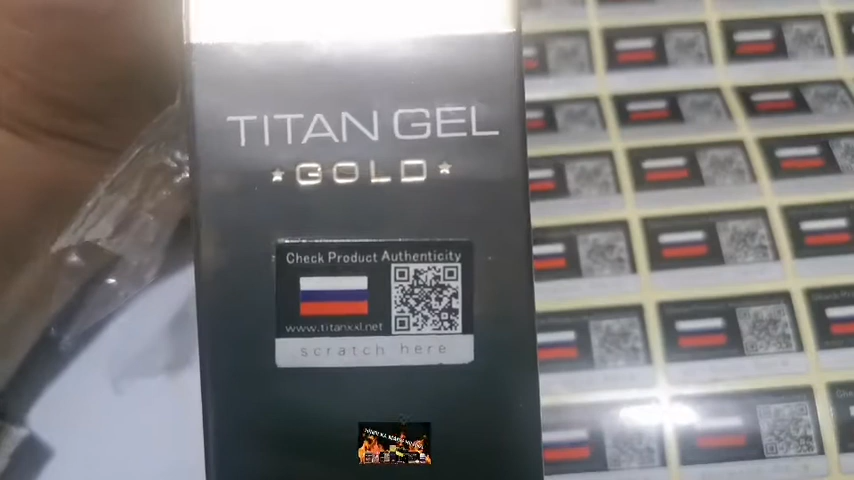 TITAN GEL
GOLD
Check Product Authenticity
www.titanxxl.net
scratch here